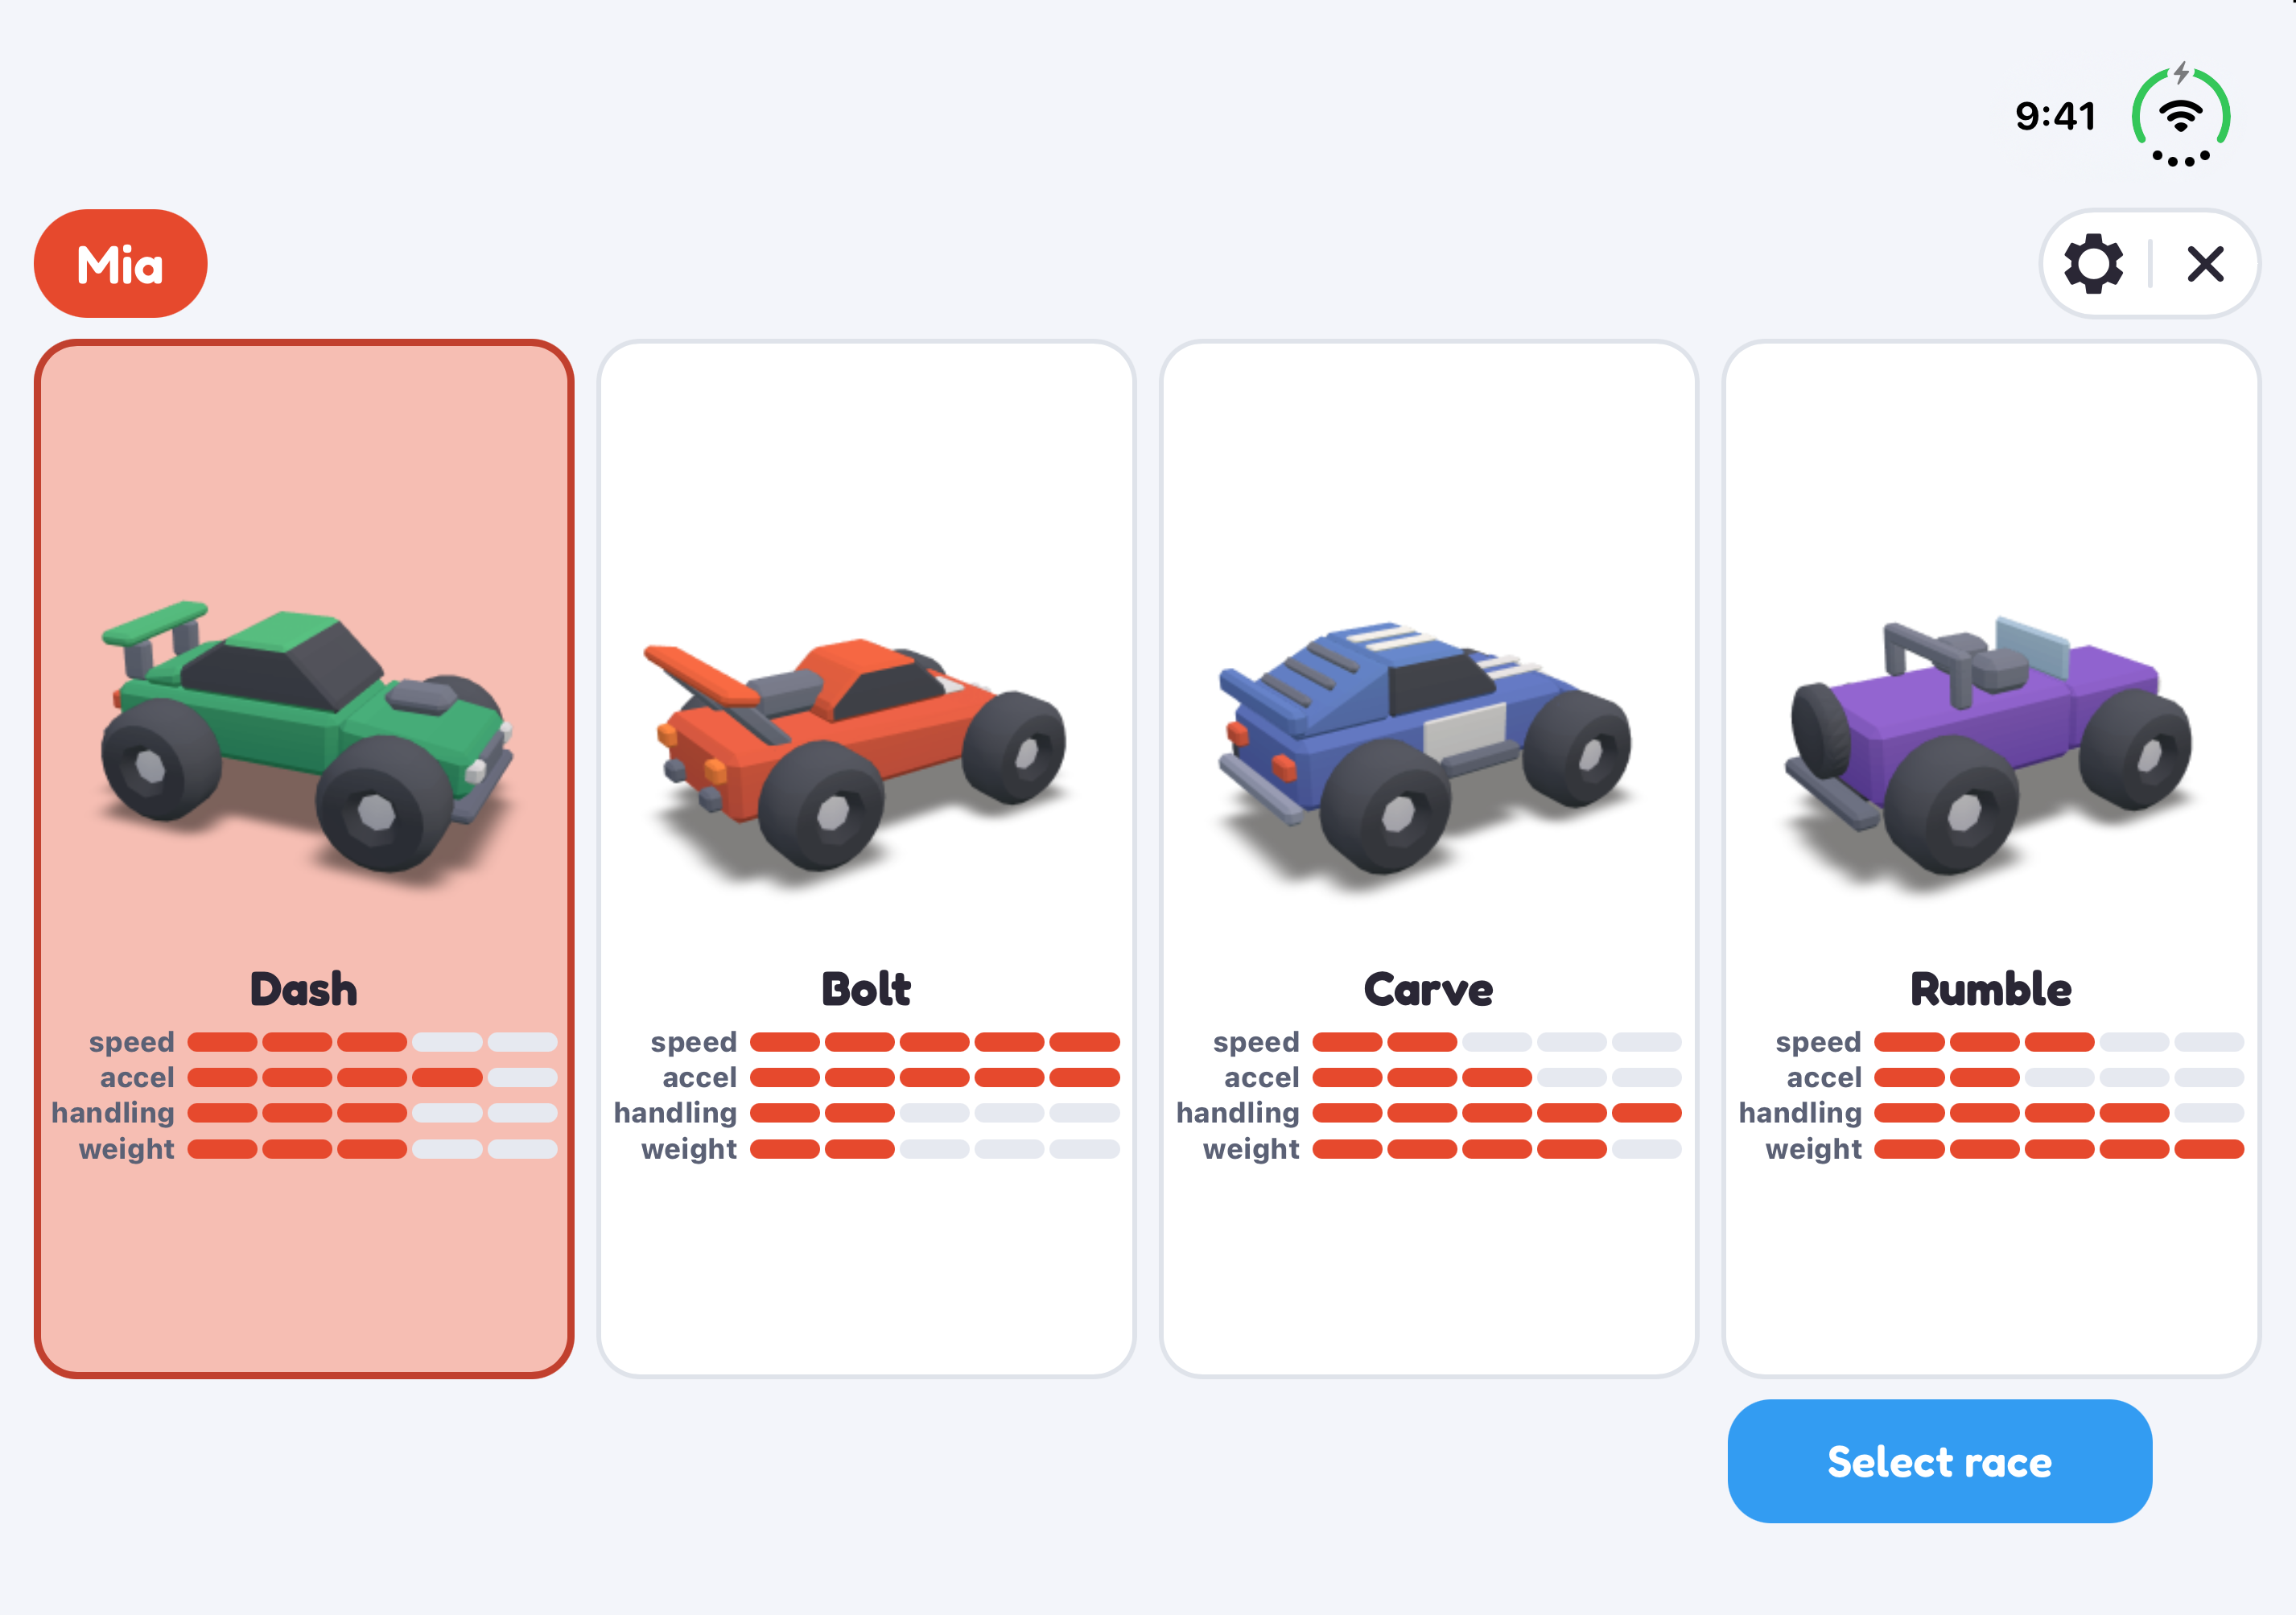 9:41
Mia
Dash
speed
accel
handling
weight
Bolt
speed
accel
handling
weight
Carve
speed
accel
handling
weight
Rumble
speed
accel
handling
weight
Select race